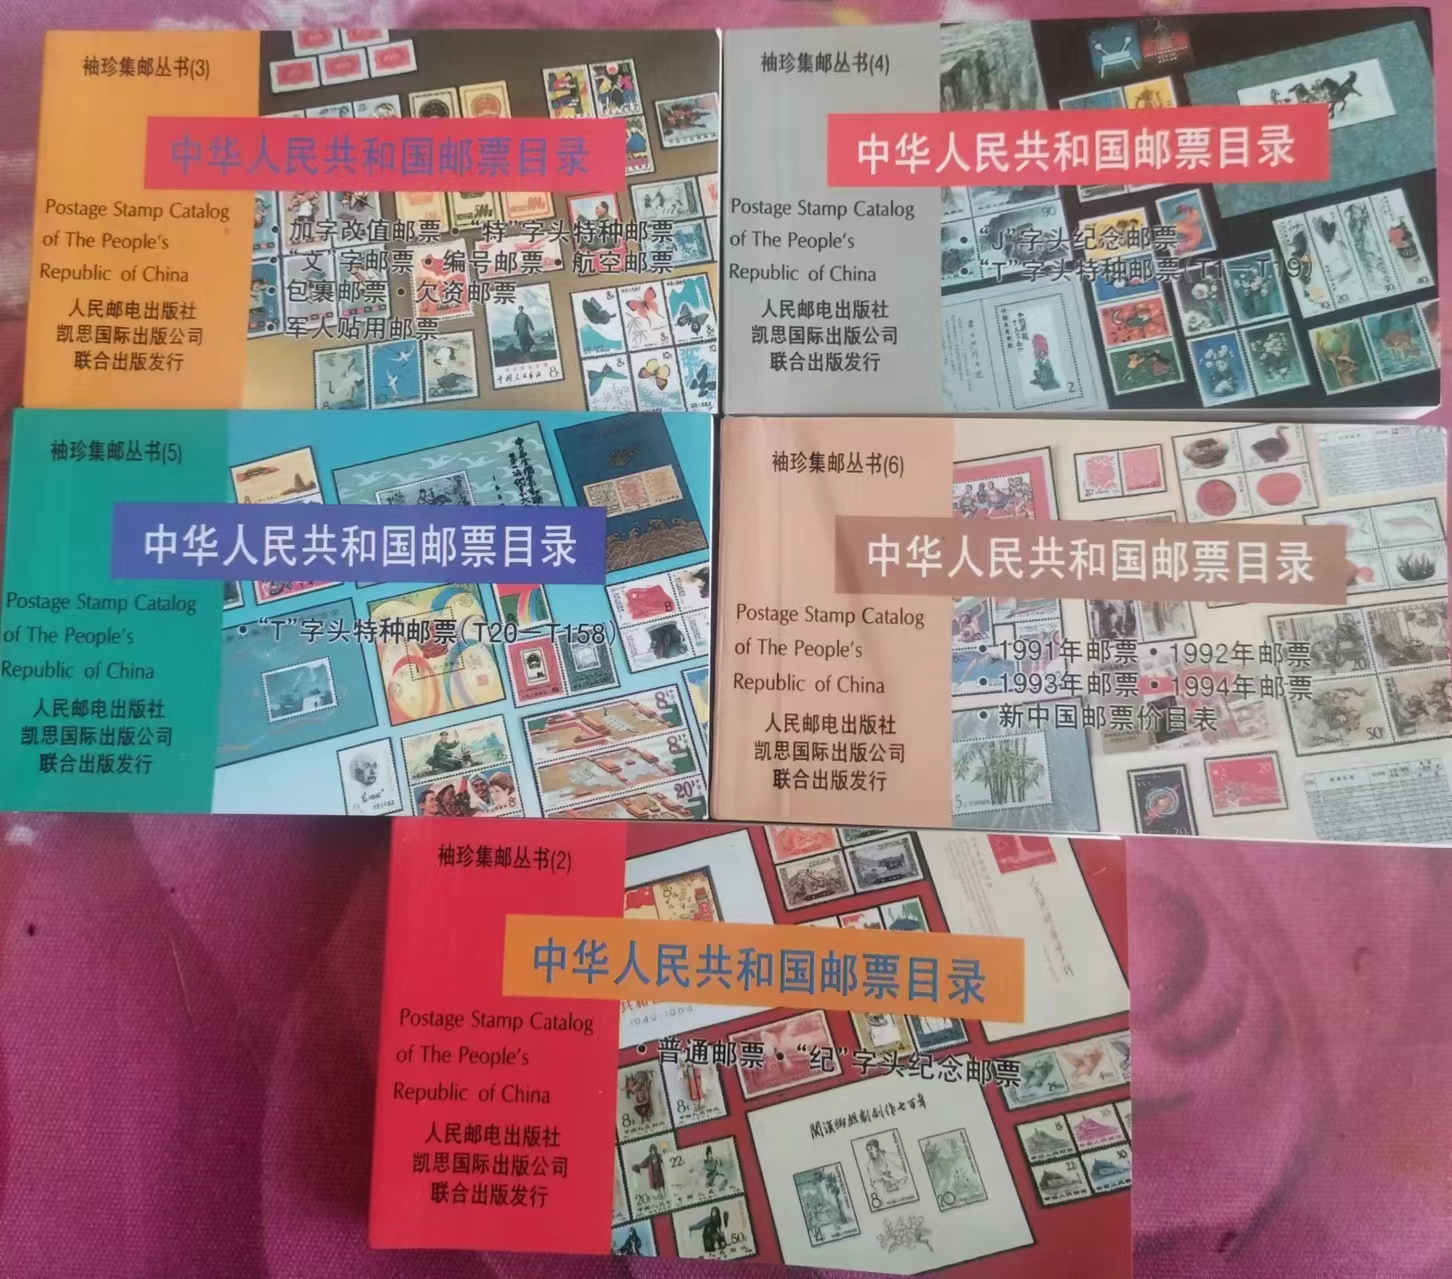 袖珍集邮丛书(3)
中华人民共和国邮票目录
Postage Stamp Catalog
of The People's
Republic of China
人民邮电出版社
凯思国际出版公司
联合出版发行
·加字改值邮票·“特”字头特种邮票
·“文”字邮票·编号邮票·航空邮票
·包裹邮票·欠资邮票
·军人贴用邮票
袖珍集邮丛书(4)
中华人民共和国邮票目录
Postage Stamp Catalog
of The People's
Republic of China
人民邮电出版社
凯思国际出版公司
联合出版发行
·“J”字头纪念邮票
·“T”字头特种邮票(T1—T19)
袖珍集邮丛书(5)
中华人民共和国邮票目录
Postage Stamp Catalog
of The People's
Republic of China
人民邮电出版社
凯思国际出版公司
联合出版发行
·“T”字头特种邮票(T20—T158)
袖珍集邮丛书(6)
中华人民共和国邮票目录
Postage Stamp Catalog
of The People's
Republic of China
人民邮电出版社
凯思国际出版公司
联合出版发行
·1991年邮票·1992年邮票
·1993年邮票·1994年邮票
·新中国邮票价目表
袖珍集邮丛书(2)
中华人民共和国邮票目录
Postage Stamp Catalog
of The People's
Republic of China
人民邮电出版社
凯思国际出版公司
联合出版发行
·普通邮票·“纪”字头纪念邮票
關漢卿戲劇創作七百年